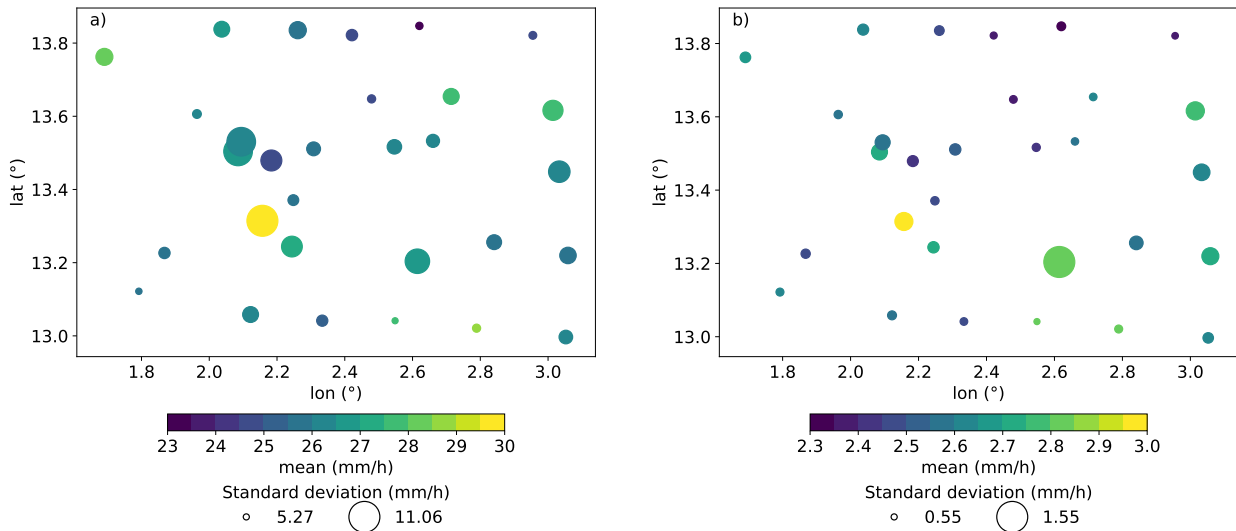 a)
13.8
13.6
13.4
13.2
13.0
lat (°)
1.8 2.0 2.2 2.4 2.6 2.8 3.0
lon (°)
23 24 25 26 27 28 29 30
mean (mm/h)
Standard deviation (mm/h)
5.27 11.06
b)
13.8
13.6
13.4
13.2
13.0
lat (°)
1.8 2.0 2.2 2.4 2.6 2.8 3.0
lon (°)
2.3 2.4 2.5 2.6 2.7 2.8 2.9 3.0
mean (mm/h)
Standard deviation (mm/h)
0.55 1.55